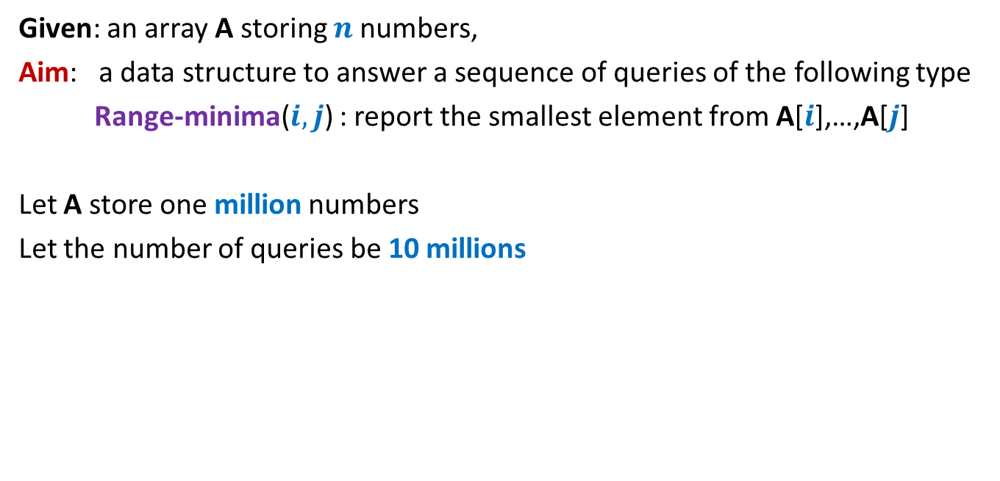 Given: an array A storing n numbers,
Aim: a data structure to answer a sequence of queries of the following type
Range-minima(i, j) : report the smallest element from A[i],…,A[j]
Let A store one million numbers
Let the number of queries be 10 millions